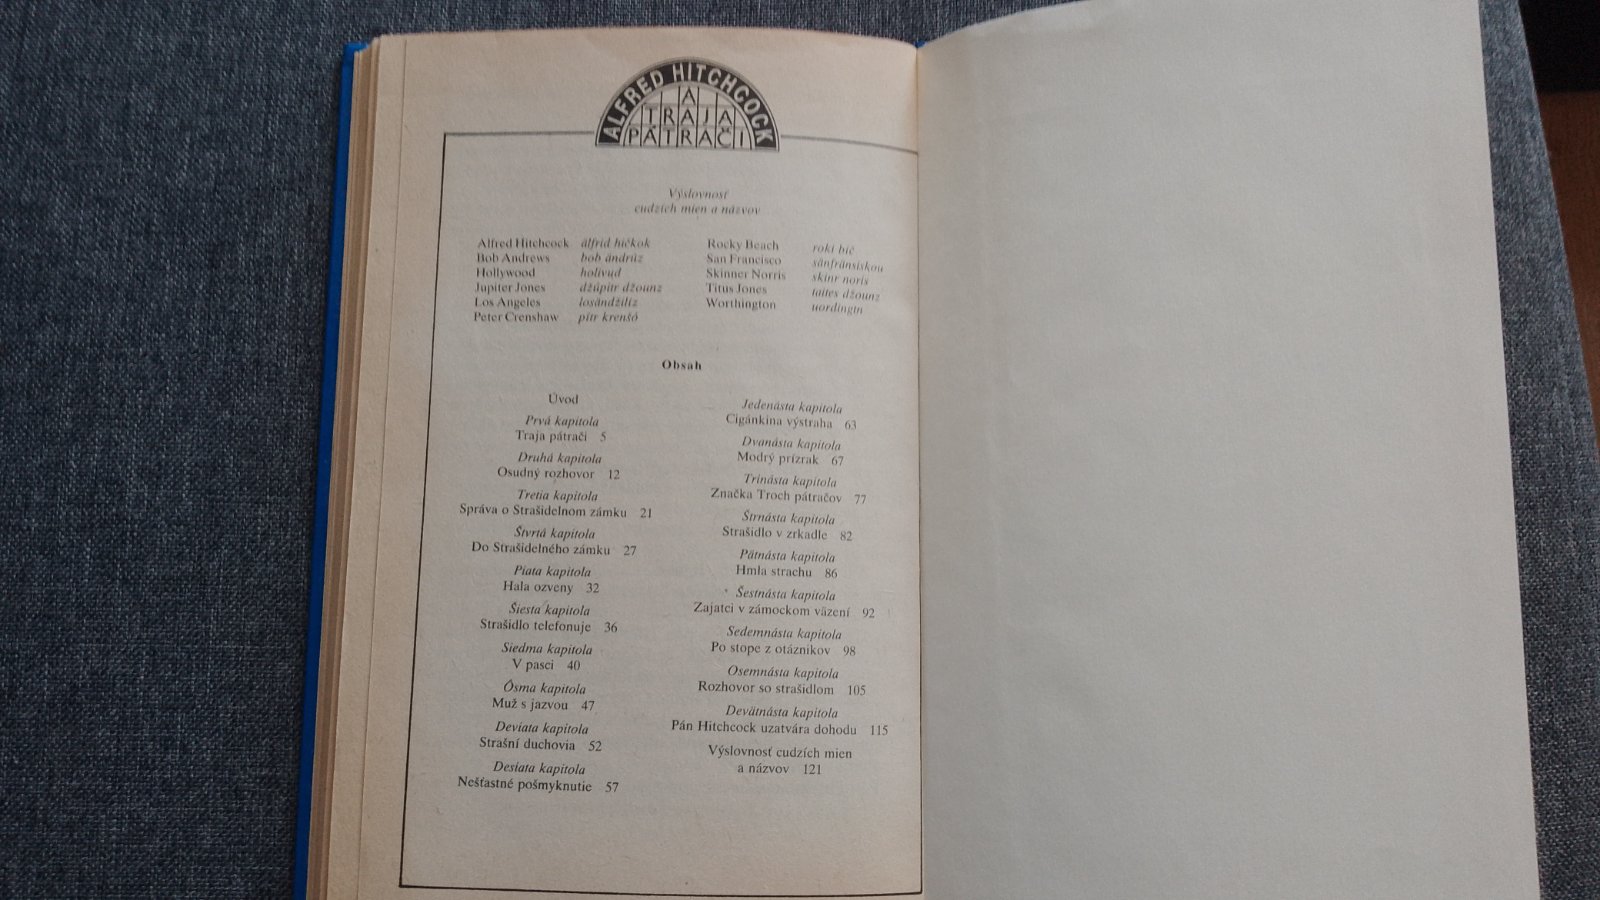 ALFRED HITCHCOCK
A
TRAJA
PÁTRAČI
Výslovnosť
cudzích mien a názvov
Alfred Hitchcock älfrid hičkok
Bob Andrews bob ändrúz
Hollywood holivud
Jupiter Jones džúpitr džounz
Los Angeles losändžiliz
Peter Crenshaw pítr krenšó
Rocky Beach roki bíč
San Francisco sänfränsiskou
Skinner Norris skinr noris
Titus Jones taites džounz
Worthington uordingtn
Obsah
Úvod
Prvá kapitola
Traja pátrači 5
Druhá kapitola
Osudný rozhovor 12
Tretia kapitola
Správa o Strašidelnom zámku 21
Štvrtá kapitola
Do Strašidelného zámku 27
Piata kapitola
Hala ozveny 32
Šiesta kapitola
Strašidlo telefonuje 36
Siedma kapitola
V pasci 40
Ôsma kapitola
Muž s jazvou 47
Deviata kapitola
Strašní duchovia 52
Desiata kapitola
Nešťastné pošmyknutie 57
Jedenásta kapitola
Cigánkina výstraha 63
Dvanásta kapitola
Modrý prízrak 67
Trinásta kapitola
Značka Troch pátračov 77
Štrnásta kapitola
Strašidlo v zrkadle 82
Pätnásta kapitola
Hmla strachu 86
Šestnásta kapitola
Zajatci v zámockom väzení 92
Sedemnásta kapitola
Po stope z otáznikov 98
Osemnásta kapitola
Rozhovor so strašidlom 105
Devätnásta kapitola
Pán Hitchcock uzatvára dohodu 115
Výslovnosť cudzích mien
a názvov 121